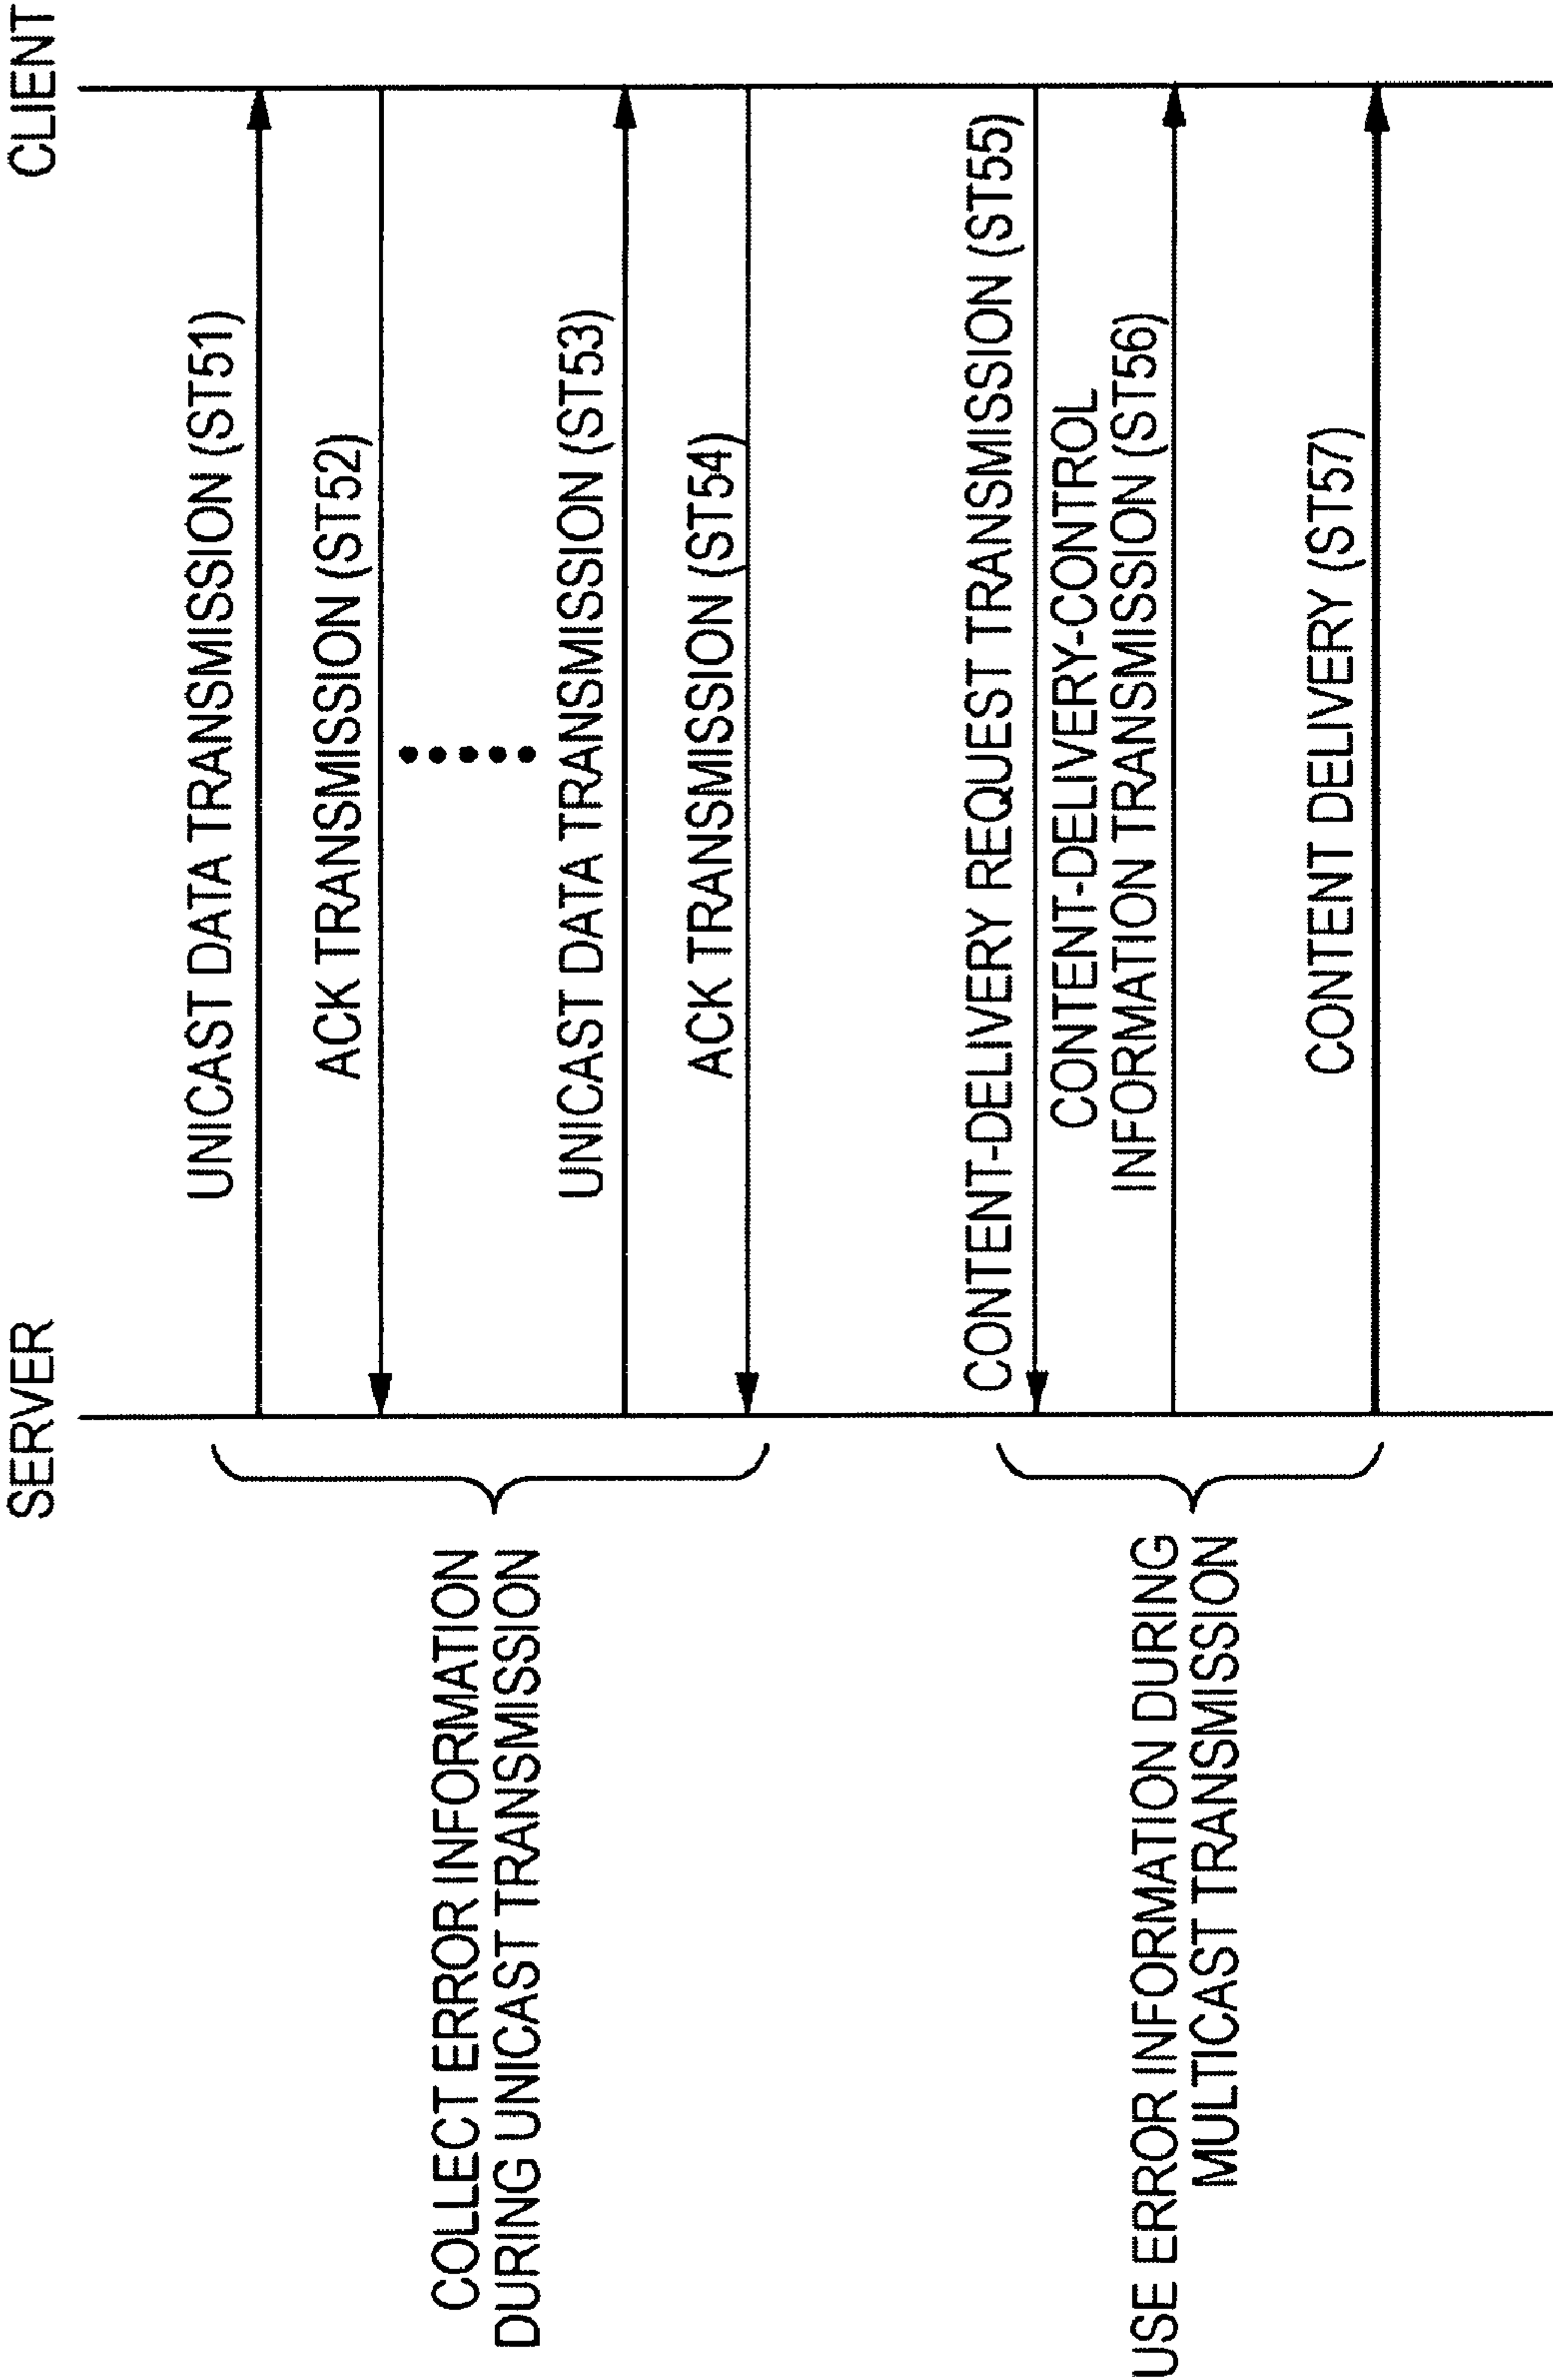 SERVER
CLIENT
UNICAST DATA TRANSMISSION (ST51)
ACK TRANSMISSION (ST52)
UNICAST DATA TRANSMISSION (ST53)
ACK TRANSMISSION (ST54)
COLLECT ERROR INFORMATION
DURING UNICAST TRANSMISSION
CONTENT-DELIVERY REQUEST TRANSMISSION (ST55)
CONTENT-DELIVERY-CONTROL
INFORMATION TRANSMISSION (ST56)
CONTENT DELIVERY (ST57)
USE ERROR INFORMATION DURING
MULTICAST TRANSMISSION